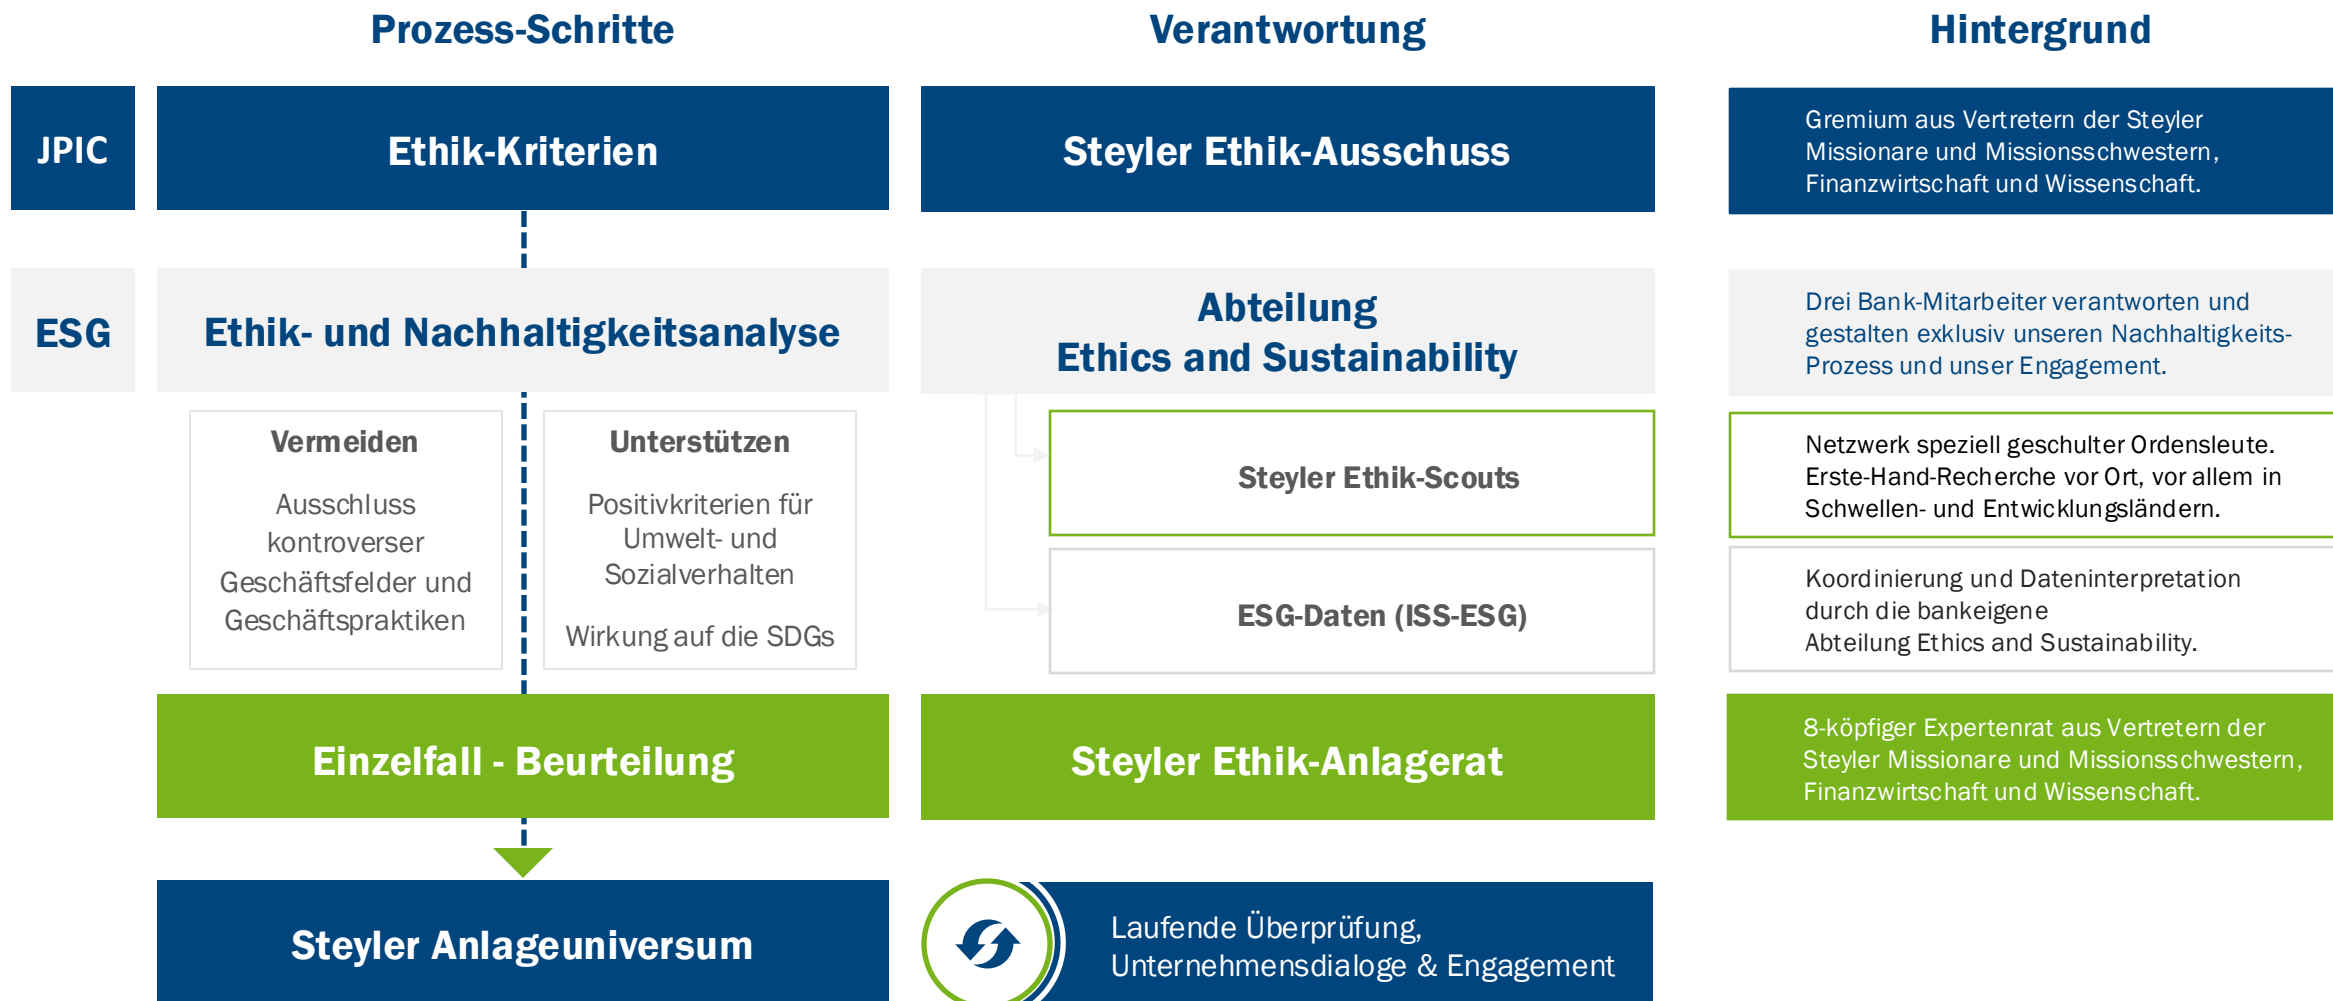 Prozess-Schritte
Verantwortung
Hintergrund
JPIC
Ethik-Kriterien
Steyler Ethik-Ausschuss
Gremium aus Vertretern der Steyler
Missionare und Missionsschwestern,
Finanzwirtschaft und Wissenschaft.
ESG
Ethik- und Nachhaltigkeitsanalyse
Abteilung
Ethics and Sustainability
Drei Bank-Mitarbeiter verantworten und
gestalten exklusiv unseren Nachhaltigkeits-
Prozess und unser Engagement.
Vermeiden
Ausschluss
kontroverser
Geschäftsfelder und
Geschäftspraktiken
Unterstützen
Positivkriterien für
Umwelt- und
Sozialverhalten
Wirkung auf die SDGs
Steyler Ethik-Scouts
Netzwerk speziell geschulter Ordensleute.
Erste-Hand-Recherche vor Ort, vor allem in
Schwellen- und Entwicklungsländern.
ESG-Daten (ISS-ESG)
Koordinierung und Dateninterpretation
durch die bankeigene
Abteilung Ethics and Sustainability.
Einzelfall - Beurteilung
Steyler Ethik-Anlagerat
8-köpfiger Expertenrat aus Vertretern der
Steyler Missionare und Missionsschwestern,
Finanzwirtschaft und Wissenschaft.
Steyler Anlageuniversum
Laufende Überprüfung,
Unternehmensdialoge & Engagement